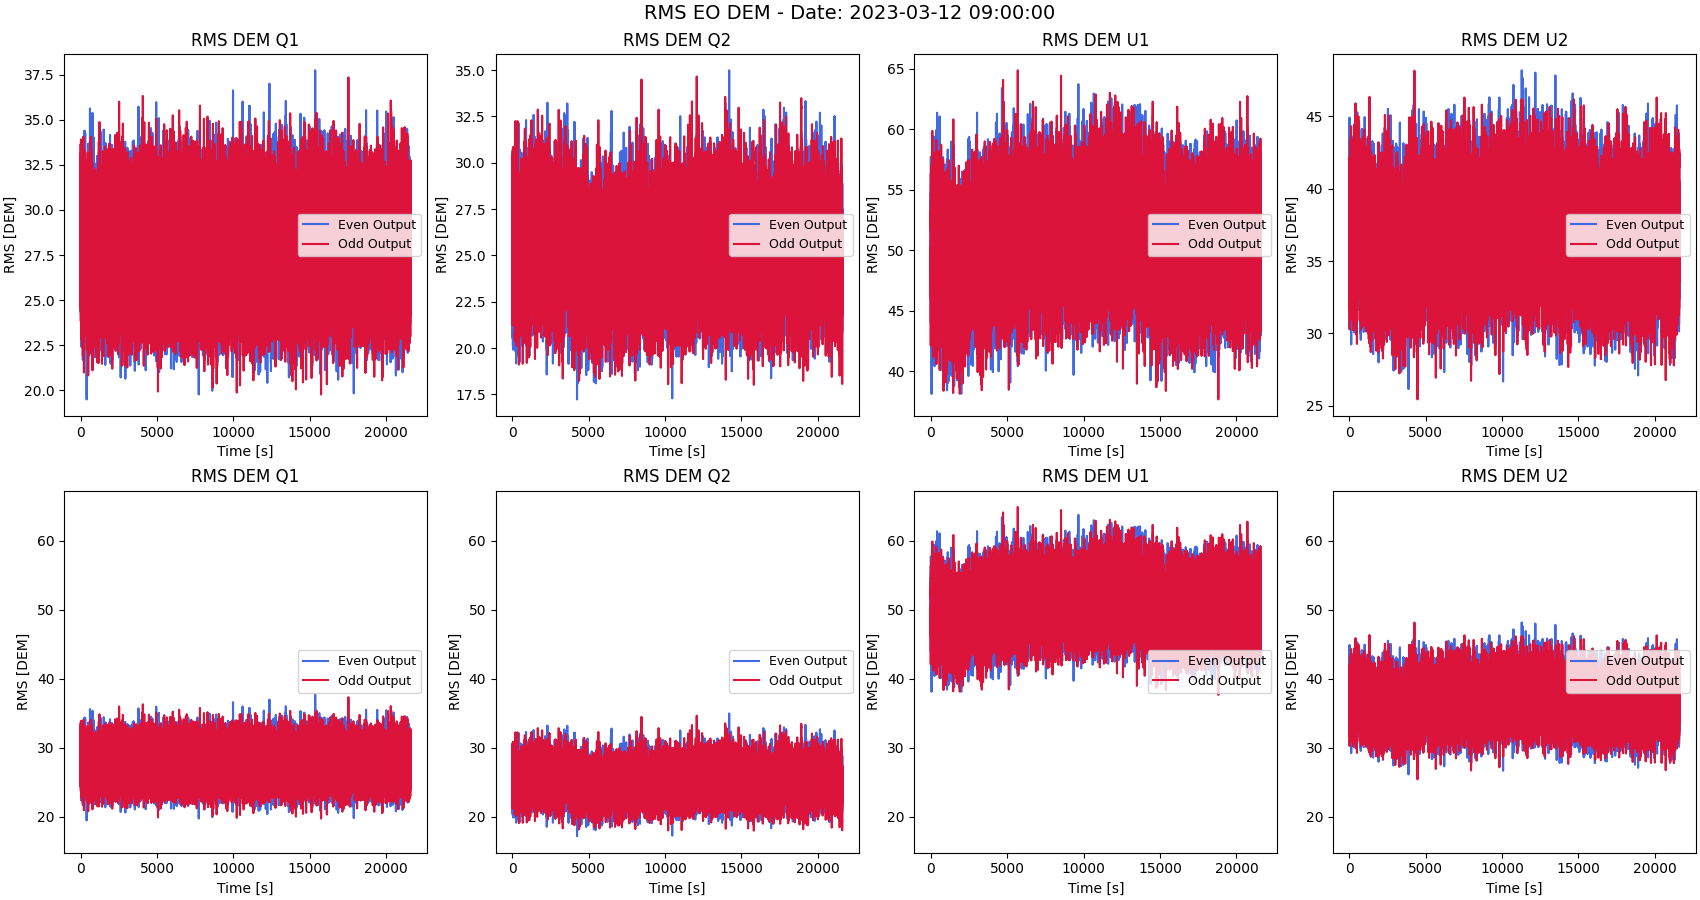 RMS EO DEM - Date: 2023-03-12 09:00:00
RMS DEM Q1
RMS [DEM]
37.5
35.0
32.5
30.0
27.5
25.0
22.5
20.0
Even Output
Odd Output
0 5000 10000 15000 20000
Time [s]
RMS DEM Q2
RMS [DEM]
35.0
32.5
30.0
27.5
25.0
22.5
20.0
17.5
Even Output
Odd Output
0 5000 10000 15000 20000
Time [s]
RMS DEM U1
RMS [DEM]
65
60
55
50
45
40
Even Output
Odd Output
0 5000 10000 15000 20000
Time [s]
RMS DEM U2
RMS [DEM]
45
40
35
30
25
Even Output
Odd Output
0 5000 10000 15000 20000
Time [s]
RMS DEM Q1
RMS [DEM]
60
50
40
30
20
Even Output
Odd Output
0 5000 10000 15000 20000
Time [s]
RMS DEM Q2
RMS [DEM]
60
50
40
30
20
Even Output
Odd Output
0 5000 10000 15000 20000
Time [s]
RMS DEM U1
RMS [DEM]
60
50
40
30
20
Even Output
Odd Output
0 5000 10000 15000 20000
Time [s]
RMS DEM U2
RMS [DEM]
60
50
40
30
20
Even Output
Odd Output
0 5000 10000 15000 20000
Time [s]